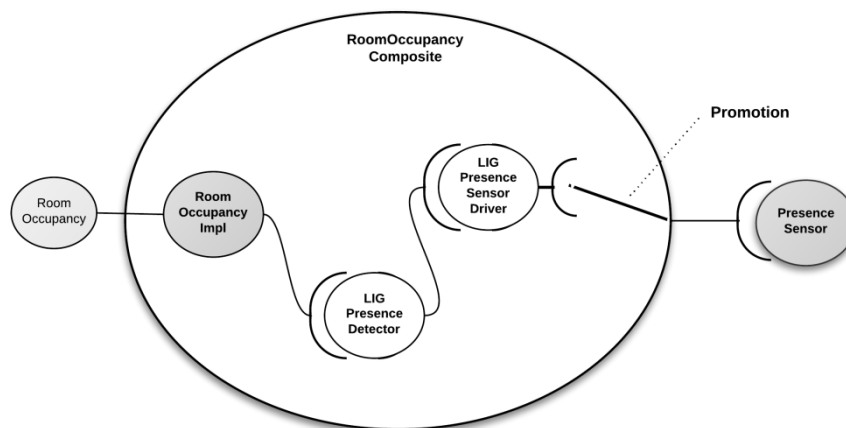 RoomOccupancy
Composite
Promotion
Room
Occupancy
Room
Occupancy
Impl
LIG
Presence
Sensor
Driver
LIG
Presence
Detector
Presence
Sensor